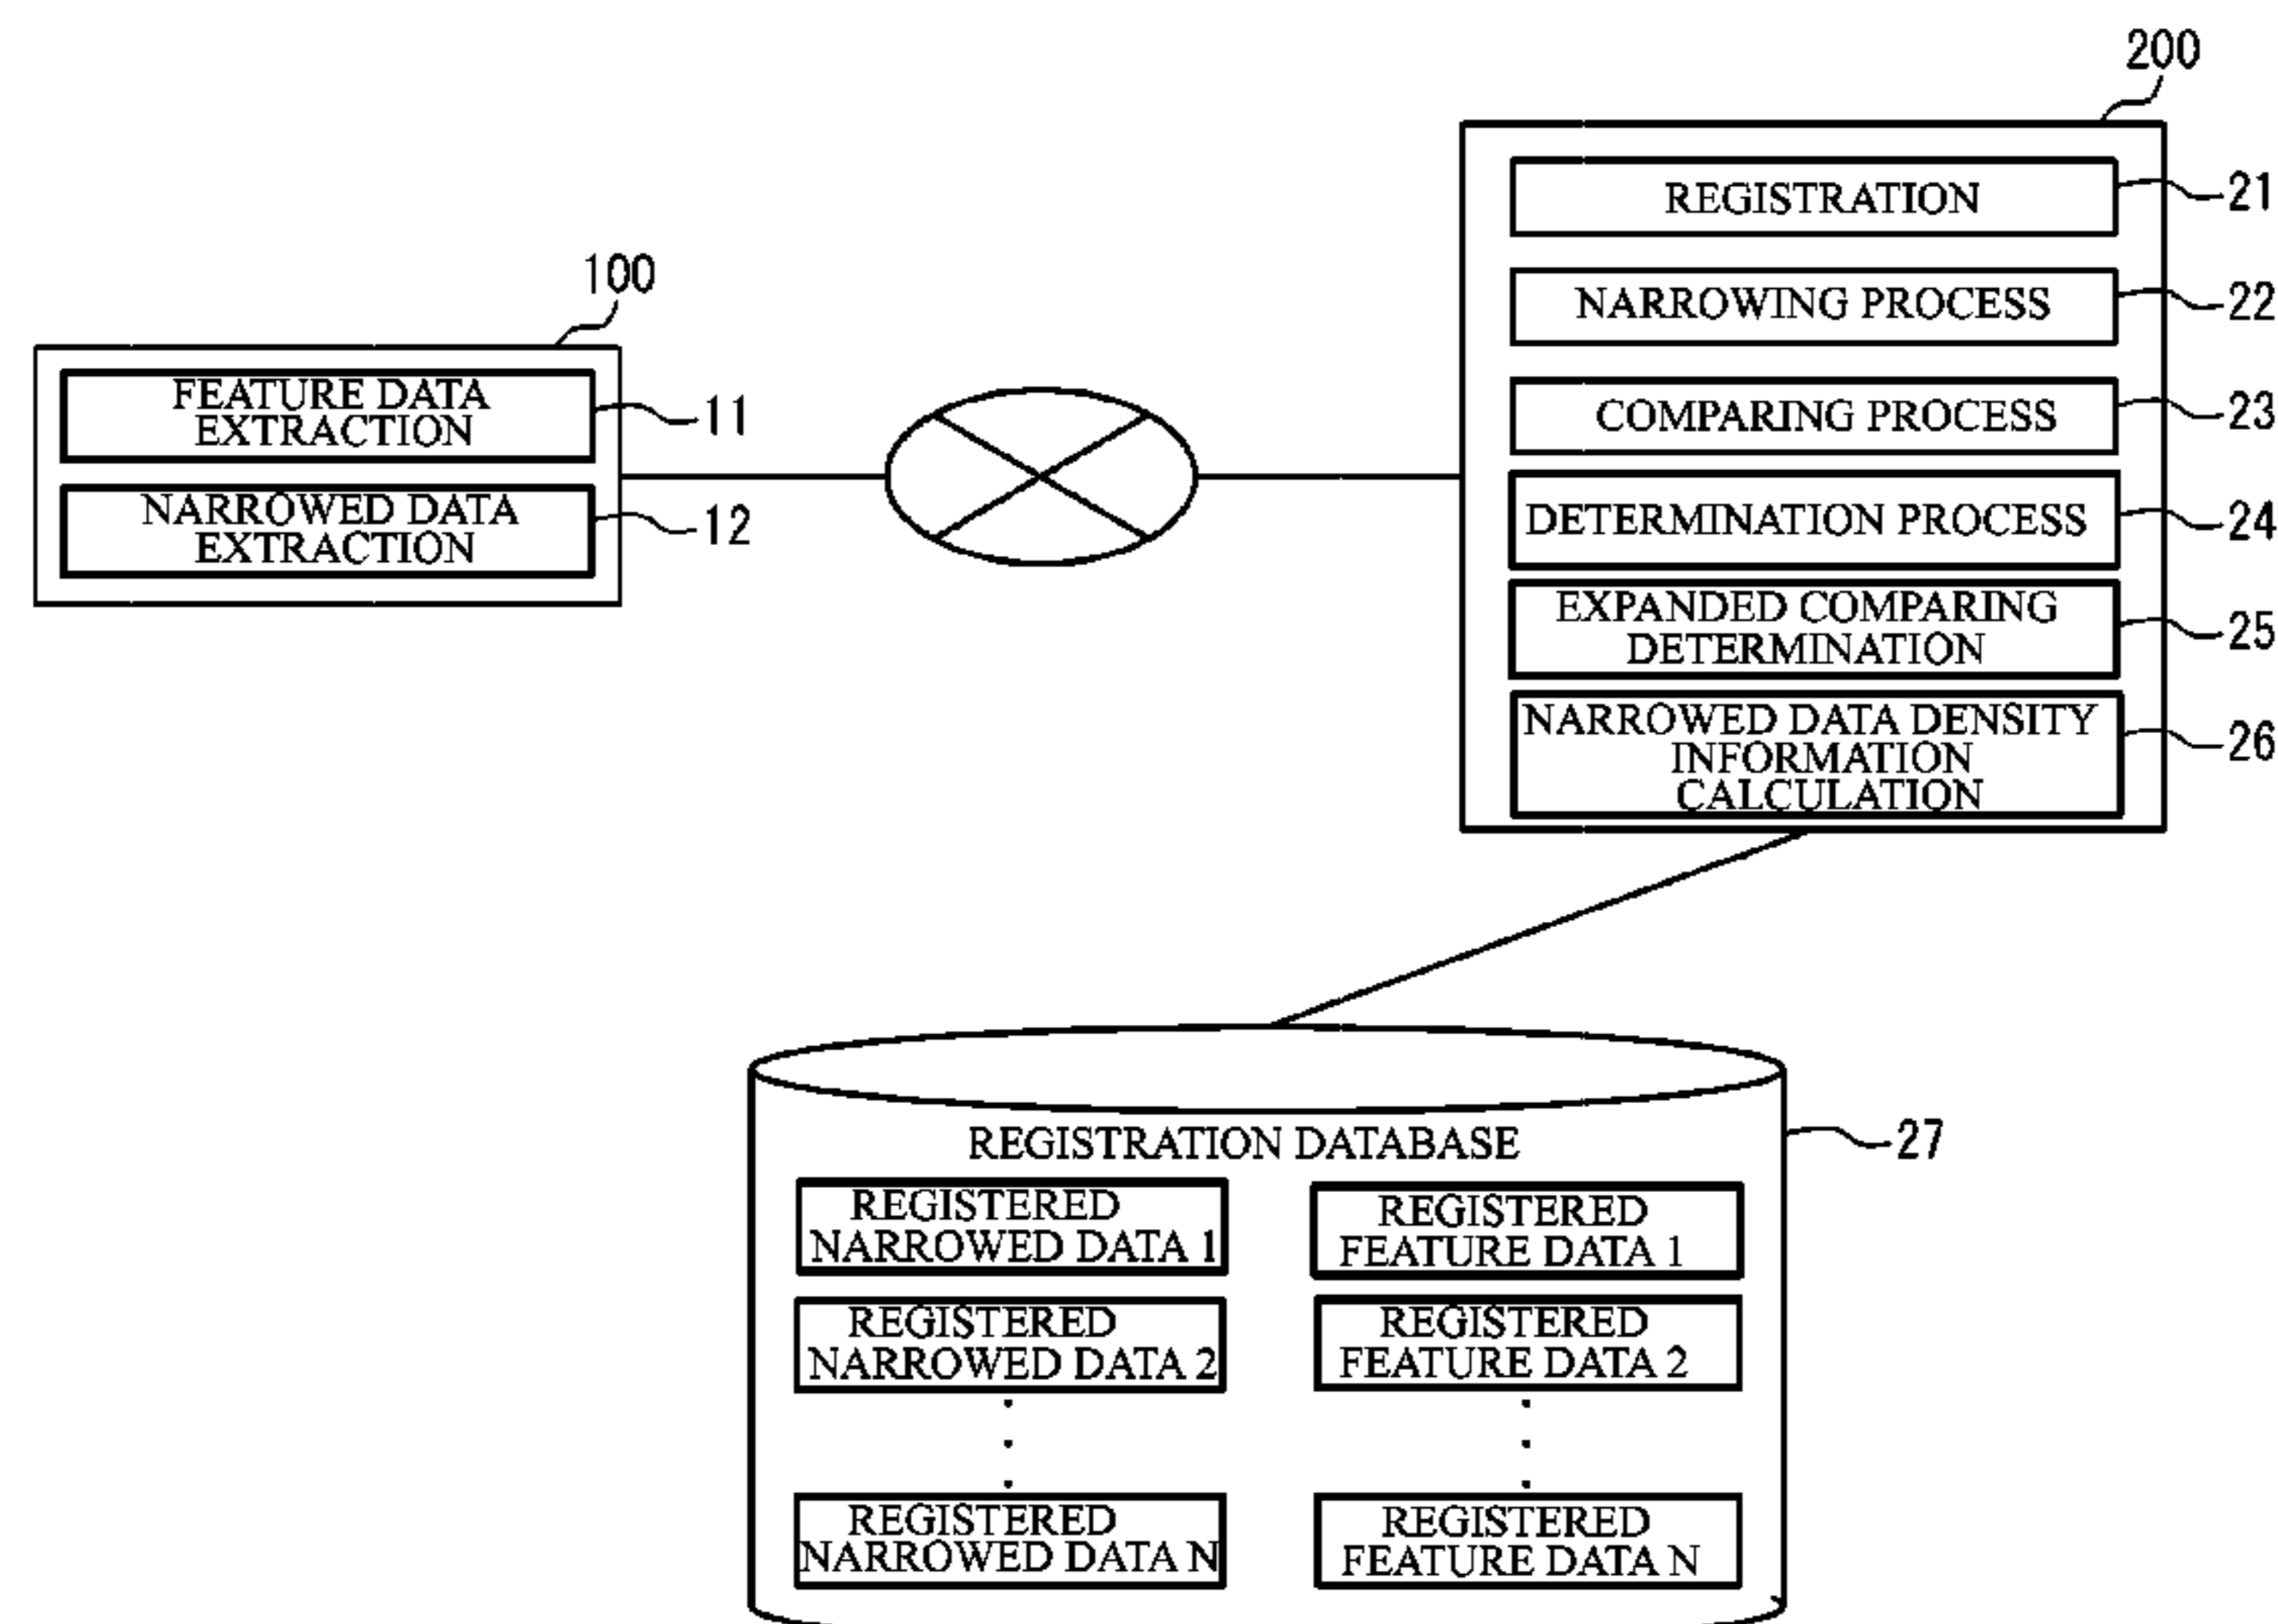 200
REGISTRATION
21
NARROWING PROCESS
22
100
FEATURE DATA
EXTRACTION
11
COMPARING PROCESS
23
NARROWED DATA
EXTRACTION
12
DETERMINATION PROCESS
24
EXPANDED COMPARING
DETERMINATION
25
NARROWED DATA DENSITY
INFORMATION
CALCULATION
26
REGISTRATION DATABASE
27
REGISTERED
NARROWED DATA 1
REGISTERED
FEATURE DATA 1
REGISTERED
NARROWED DATA 2
REGISTERED
FEATURE DATA 2
REGISTERED
NARROWED DATA N
REGISTERED
FEATURE DATA N